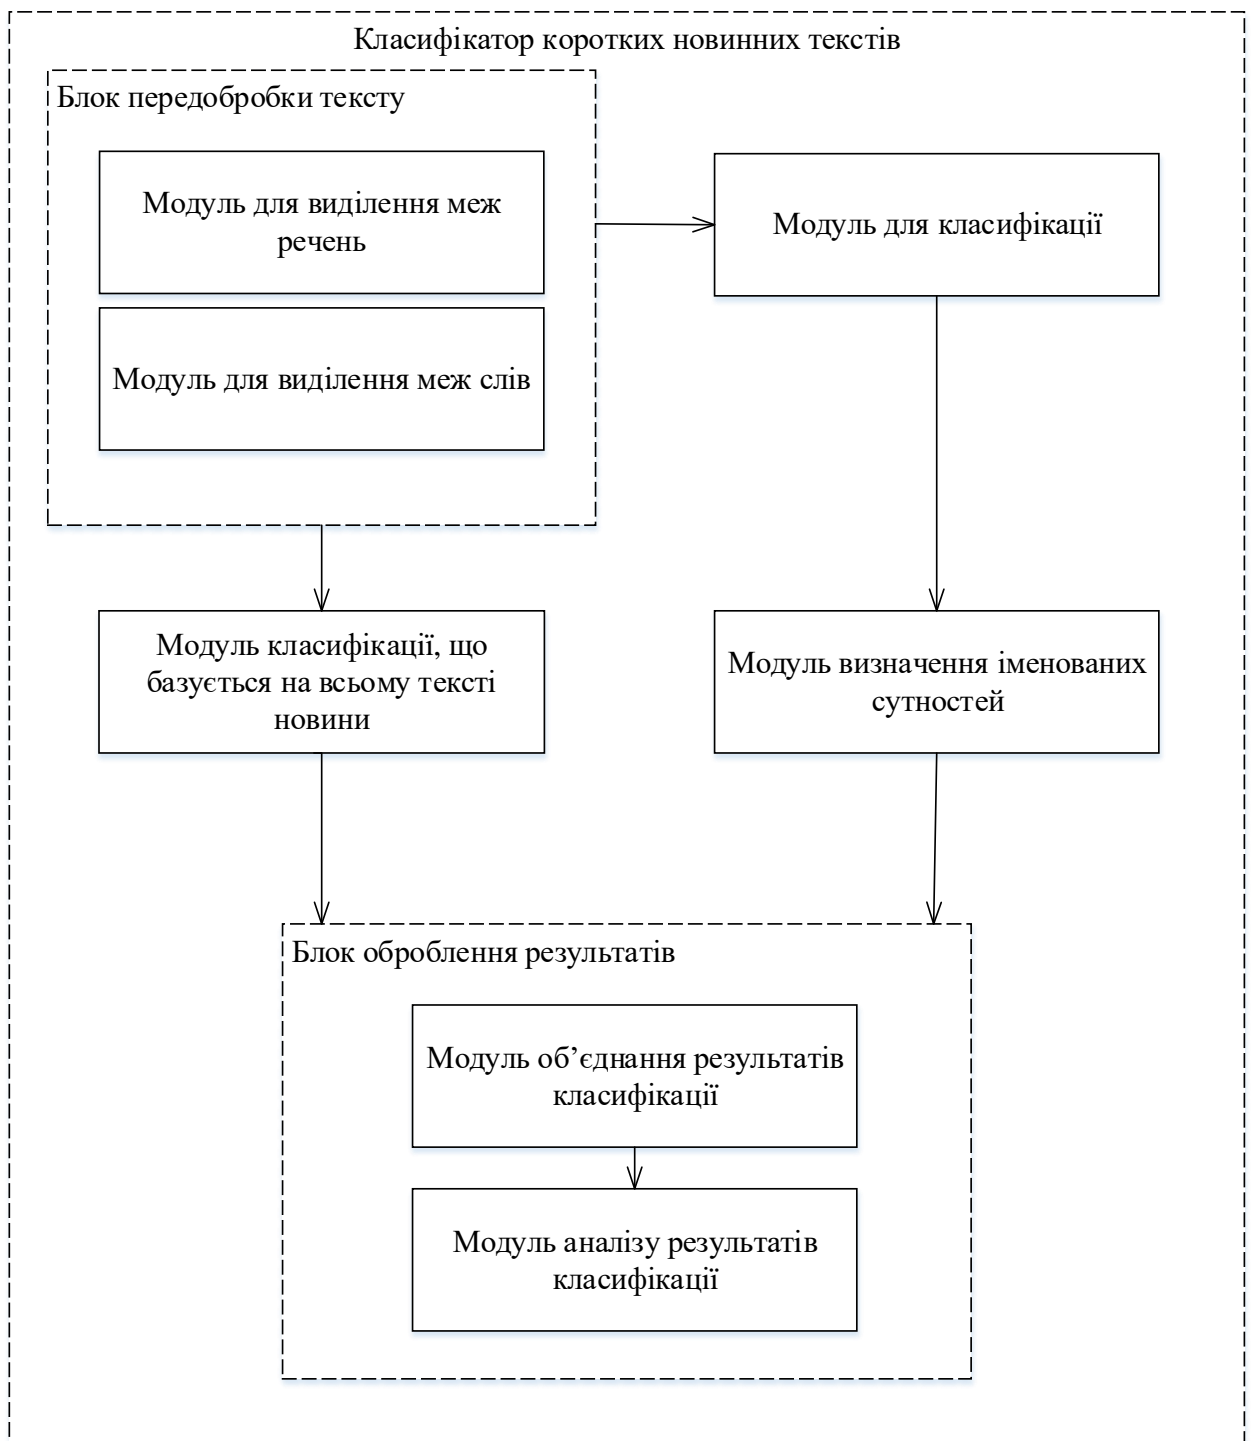 Класифікатор коротких новинних текстів
Блок передобробки тексту
Модуль для виділення меж
речень
Модуль для класифікації
Модуль для виділення меж слів
Модуль класифікації, що
базується на всьому тексті
новини
Модуль визначення іменованих
сутностей
Блок оброблення результатів
Модуль об’єднання результатів
класифікації
Модуль аналізу результатів
класифікації